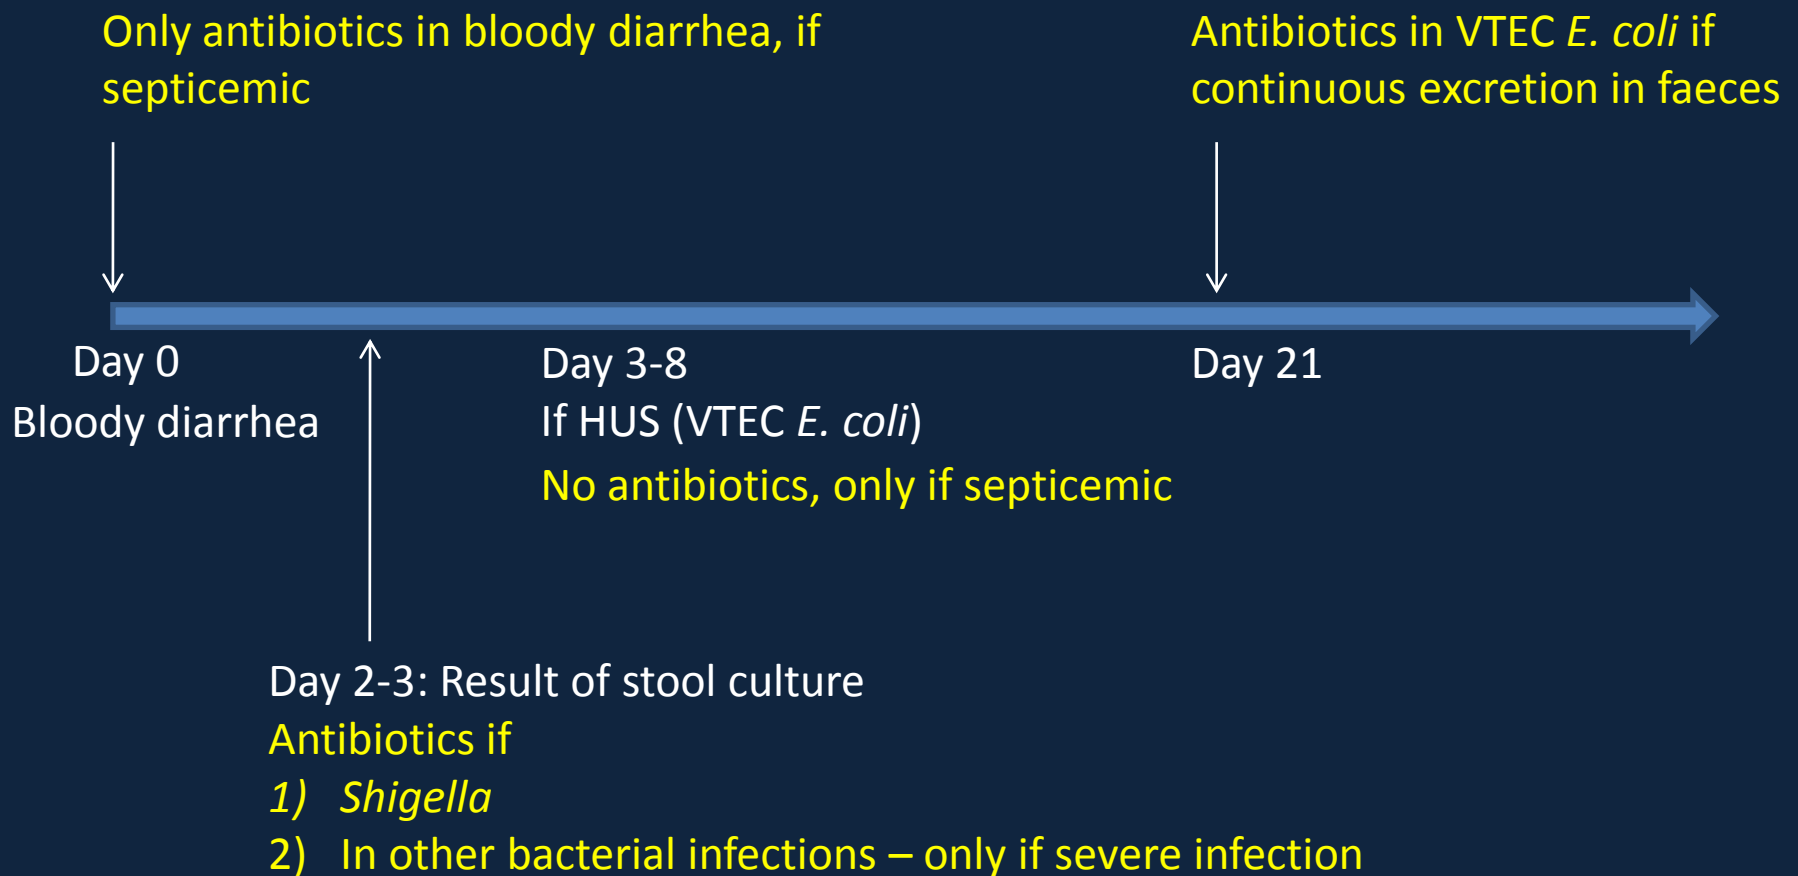 Only antibiotics in bloody diarrhea, if
septicemic
Antibiotics in VTEC E. coli if
continuous excretion in faeces
Day 0
Bloody diarrhea
Day 3-8
If HUS (VTEC E. coli)
No antibiotics, only if septicemic
Day 21
Day 2-3: Result of stool culture
Antibiotics if
1) Shigella
2) In other bacterial infections – only if severe infection